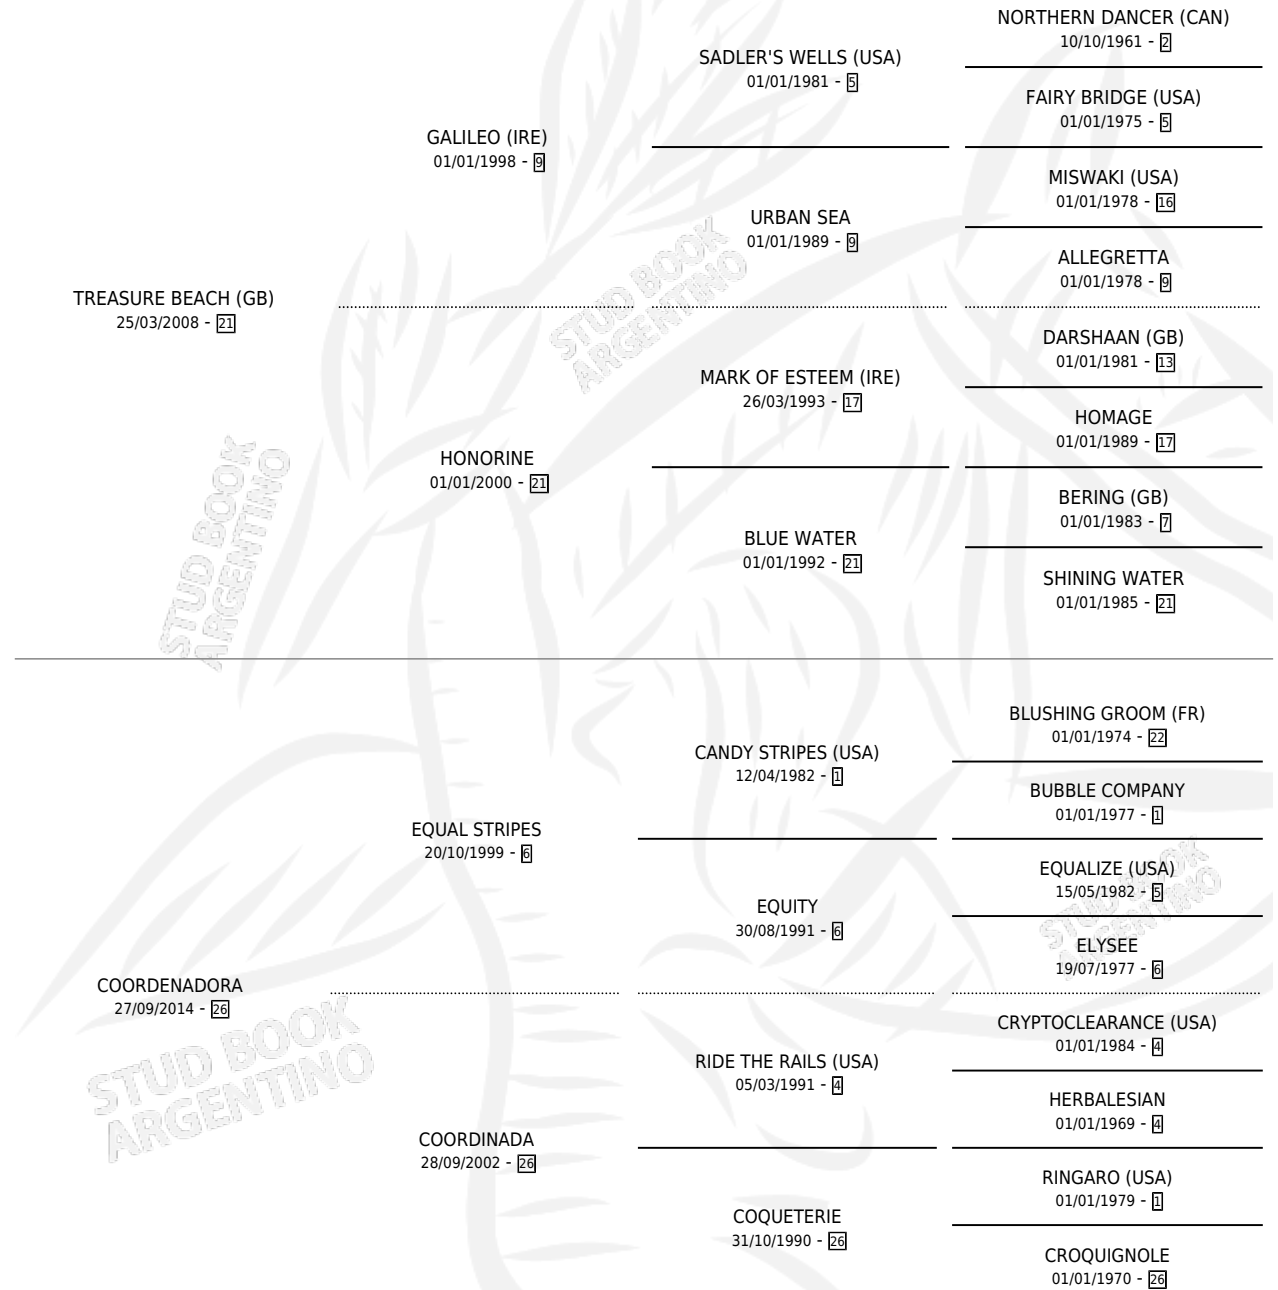 NORTHERN DANCER (CAN)
10/10/1961 - 2
SADLER'S WELLS (USA)
01/01/1981 - 5
FAIRY BRIDGE (USA)
01/01/1975 - 5
GALILEO (IRE)
01/01/1998 - 9
MISWAKI (USA)
01/01/1978 - 16
URBAN SEA
01/01/1989 - 9
ALLEGRETTA
01/01/1978 - 9
TREASURE BEACH (GB)
25/03/2008 - 21
STUD BOOK
ARGENTINO
DARSHAAN (GB)
01/01/1981 - 13
MARK OF ESTEEM (IRE)
26/03/1993 - 17
HOMAGE
01/01/1989 - 17
HONORINE
01/01/2000 - 21
BERING (GB)
01/01/1983 - 7
BLUE WATER
01/01/1992 - 21
SHINING WATER
01/01/1985 - 21
STUD BOOK
ARGENTINO
BLUSHING GROOM (FR)
01/01/1974 - 22
CANDY STRIPES (USA)
12/04/1982 - 1
BUBBLE COMPANY
01/01/1977 - 1
EQUAL STRIPES
20/10/1999 - 6
EQUALIZE (USA)
15/05/1982 - 5
EQUITY
30/08/1991 - 6
STUD BOOK
ARGENTINO
ELYSEE
19/07/1977 - 6
COORDENADORA
27/09/2014 - 26
STUD BOOK
ARGENTINO
CRYPTOCLEARANCE (USA)
01/01/1984 - 4
RIDE THE RAILS (USA)
05/03/1991 - 4
HERBALESIAN
01/01/1969 - 4
COORDINADA
28/09/2002 - 26
RINGARO (USA)
01/01/1979 - 1
COQUETERIE
31/10/1990 - 26
CROQUIGNOLE
01/01/1970 - 26